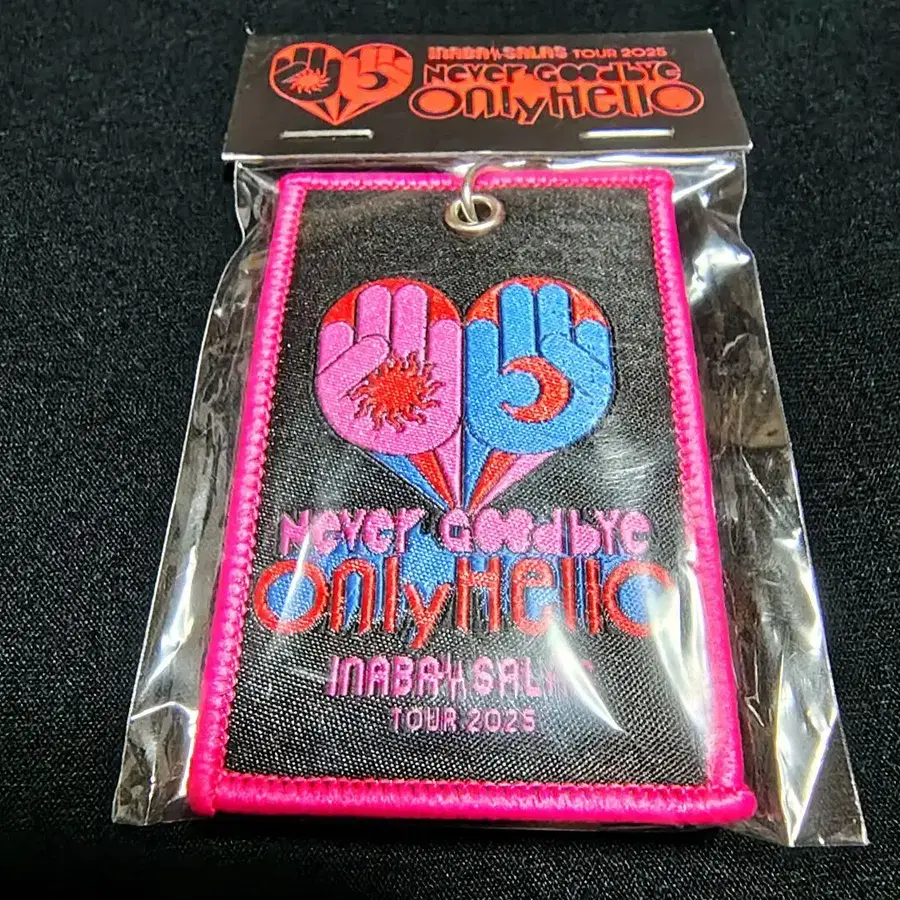 INABA SALAS TOUR 2025
Never Goodbye
Only Hello
Never Goodbye
Only Hello
INABA SALAS
TOUR 2025